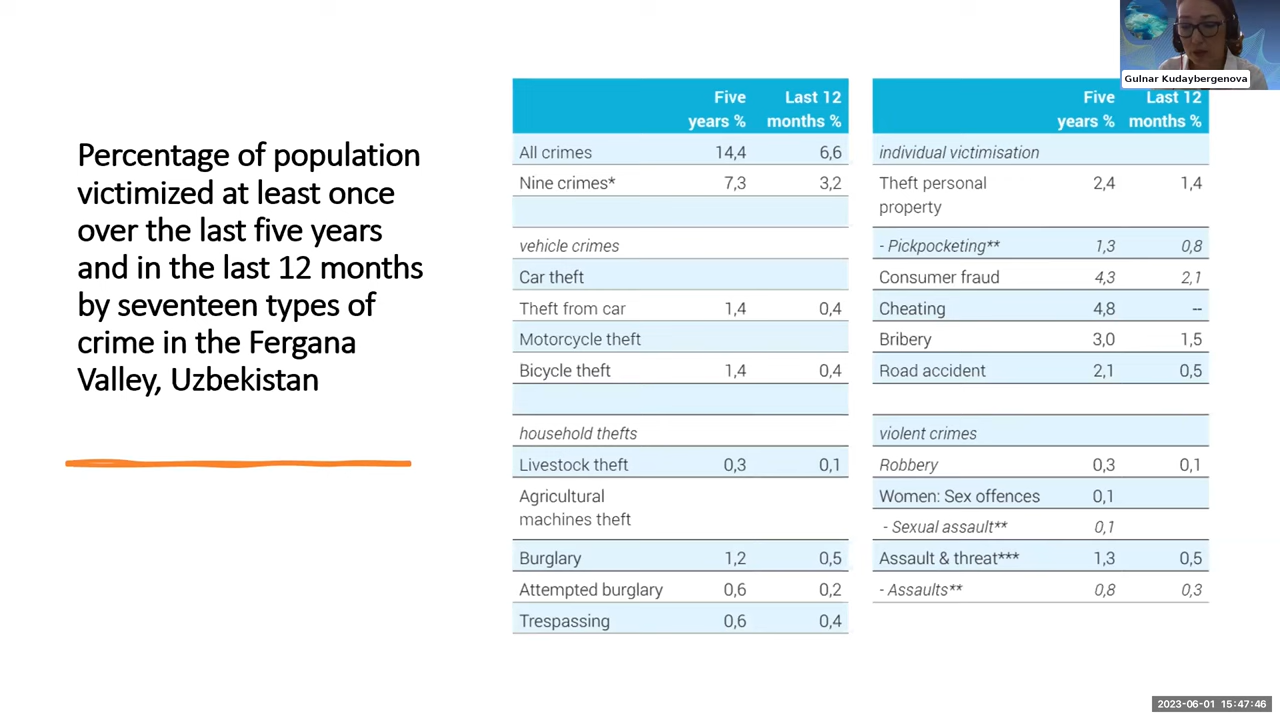 Gulnar Kudaybergenova
Percentage of population
victimized at least once
over the last five years
and in the last 12 months
by seventeen types of
crime in the Fergana
Valley, Uzbekistan
Five years % Last 12 months %
All crimes 14,4 6,6
Nine crimes* 7,3 3,2
vehicle crimes
Car theft
Theft from car 1,4 0,4
Motorcycle theft
Bicycle theft 1,4 0,4
household thefts
Livestock theft 0,3 0,1
Agricultural
machines theft
Burglary 1,2 0,5
Attempted burglary 0,6 0,2
Trespassing 0,6 0,4
Five years % Last 12 months %
individual victimisation
Theft personal 2,4 1,4
property
- Pickpocketing** 1,3 0,8
Consumer fraud 4,3 2,1
Cheating 4,8 --
Bribery 3,0 1,5
Road accident 2,1 0,5
violent crimes
Robbery 0,3 0,1
Women: Sex offences 0,1
- Sexual assault** 0,1
Assault & threat*** 1,3 0,5
- Assaults** 0,8 0,3
2023-06-01 15:47:46